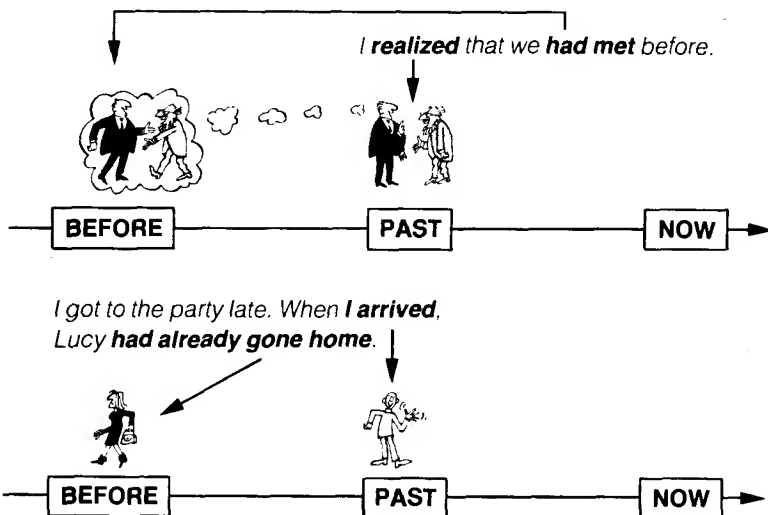 I realized that we had met before.
BEFORE PAST NOW
I got to the party late. When I arrived,
Lucy had already gone home.
BEFORE PAST NOW